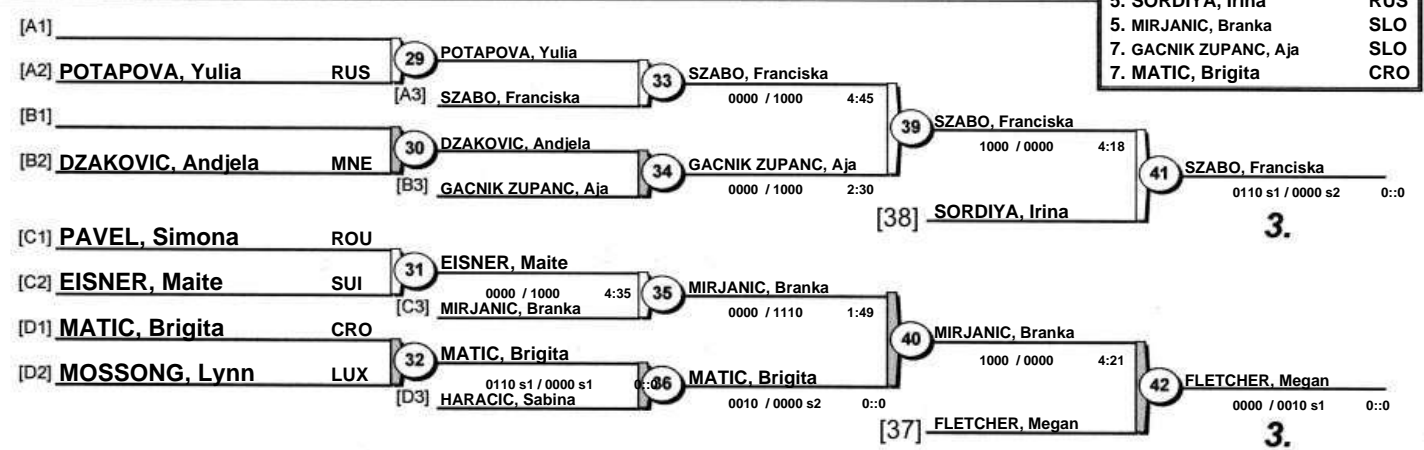 5. SORDIYA, Irina RUS
5. MIRJANIC, Branka SLO
7. GACNIK ZUPANC, Aja SLO
7. MATIC, Brigita CRO
[A1]
[A2] POTAPOVA, Yulia RUS
29 POTAPOVA, Yulia
[A3] SZABO, Franciska
33 SZABO, Franciska
0000 / 1000 4:45
[B1]
[B2] DZAKOVIC, Andjela MNE
30 DZAKOVIC, Andjela
[B3] GACNIK ZUPANC, Aja
34 GACNIK ZUPANC, Aja
0000 / 1000 2:30
39 SZABO, Franciska
1000 / 0000 4:18
[38] SORDIYA, Irina
41 SZABO, Franciska
0110 s1 / 0000 s2 0::0
3.
[C1] PAVEL, Simona ROU
[C2] EISNER, Maite SUI
31 EISNER, Maite
0000 / 1000 4:35
[C3] MIRJANIC, Branka
35 MIRJANIC, Branka
0000 / 1110 1:49
[D1] MATIC, Brigita CRO
[D2] MOSSONG, Lynn LUX
32 MATIC, Brigita
0110 s1 / 0000 s1 0::0
[D3] HARACIC, Sabina
36 MATIC, Brigita
0010 / 0000 s2 0::0
40 MIRJANIC, Branka
1000 / 0000 4:21
[37] FLETCHER, Megan
42 FLETCHER, Megan
0000 / 0010 s1 0::0
3.